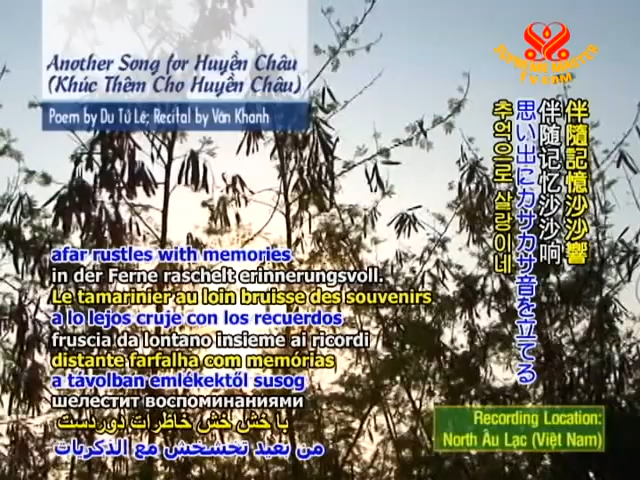 Another Song for Huyền Châu
(Khúc Thêm Cho Huyền Châu)
Poem by Du Tử Lê; Recital by Vân Khanh
SUPREME MASTER
TV.COM
伴隨記憶沙沙響
伴随记忆沙沙响
思い出にカサカサ音を立てる
추억으로 살랑이네
afar rustles with memories
in der Ferne raschelt erinnerungsvoll.
Le tamarinier au loin bruisse des souvenirs
a lo lejos cruje con los recuerdos
fruscia da lontano insieme ai ricordi
distante farfalha com memórias
a távolban emlékektől susog
шелестит воспоминаниями
با خش خش خاطرات دوردست
من بعيد تخشخش مع الذكريات
Recording Location:
North Âu Lạc (Việt Nam)